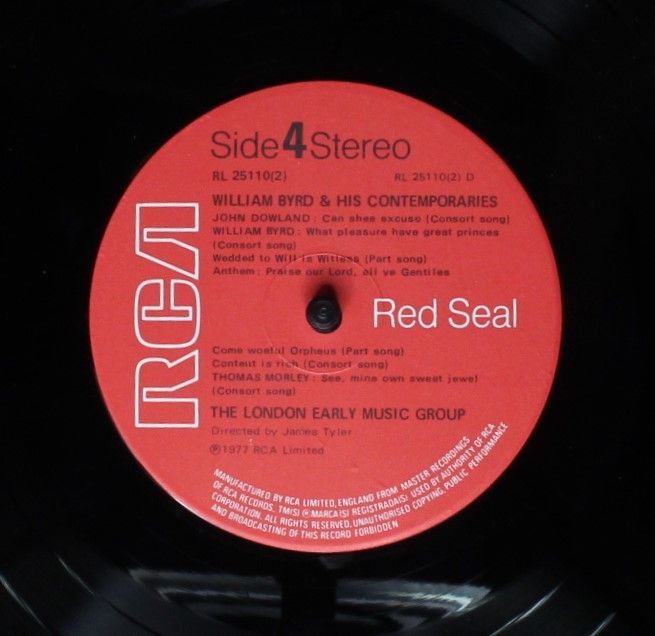 Side 4 Stereo
RL 25110(2) RL 25110(2) D
WILLIAM BYRD & HIS CONTEMPORARIES
JOHN DOWLAND : Can shee excuse (Consort song)
WILLIAM BYRD : What pleasure have great princes
(Consort song)
Wedded to Will is Witless (Part song)
Anthem : Praise our Lord, all ye Gentiles
RCA
Red Seal
Come woeful Orpheus (Part song)
Content is rich (Consort song)
THOMAS MORLEY : See, mine own sweet jewel
(Consort song)
THE LONDON EARLY MUSIC GROUP
Directed by James Tyler
℗1977 RCA Limited
MANUFACTURED BY RCA LIMITED, ENGLAND FROM MASTER RECORDINGS
OF RCA RECORDS. TM(S) ® MARCA(S) REGISTRADA(S) USED BY AUTHORITY OF RCA
CORPORATION. ALL RIGHTS RESERVED. UNAUTHORISED COPYING, PUBLIC PERFORMANCE
AND BROADCASTING OF THIS RECORD FORBIDDEN